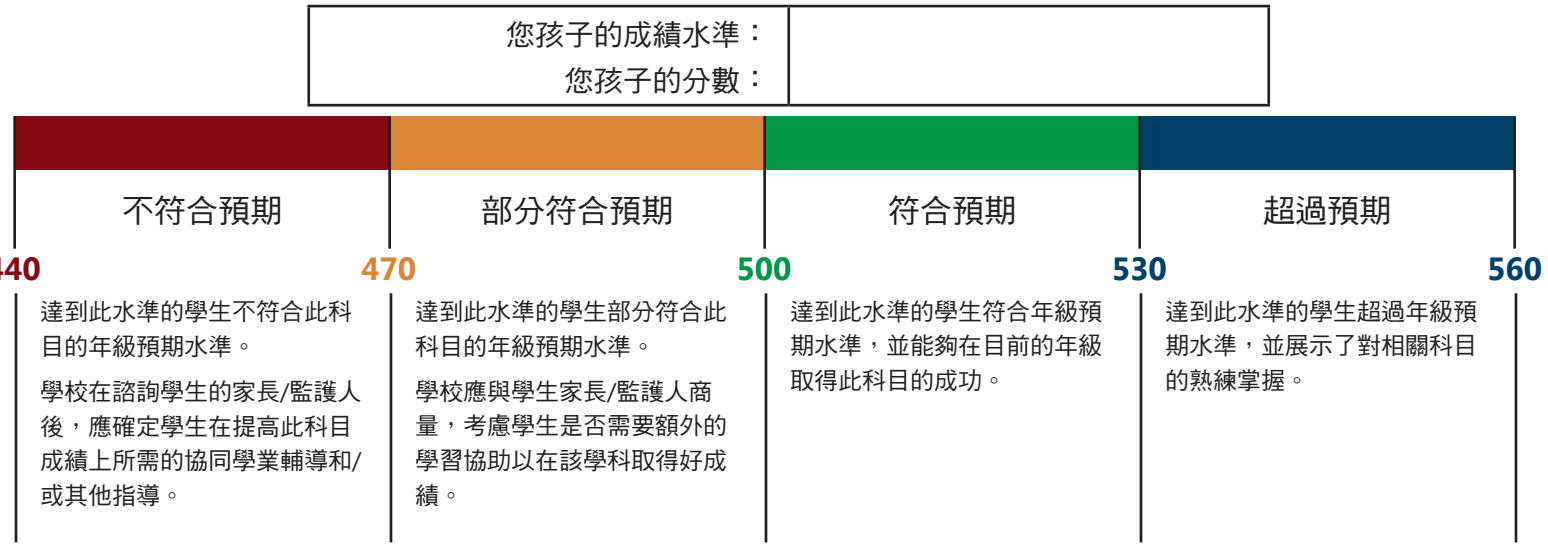 您孩子的成績水準：
您孩子的分數：
不符合預期
部分符合預期
符合預期
超過預期
440
470
500
530
560
達到此水準的學生不符合此科
目的年級預期水準。
學校在諮詢學生的家長/監護人
後，應確定學生在提高此科目
成績上所需的協同學業輔導和/
或其他指導。
達到此水準的學生部分符合此
科目的年級預期水準。
學校應與學生家長/監護人商
量，考慮學生是否需要額外的
學習協助以在該學科取得好成
績。
達到此水準的學生符合年級預
期水準，並能夠在目前的年級
取得此科目的成功。
達到此水準的學生超過年級預
期水準，並展示了對相關科目
的熟練掌握。